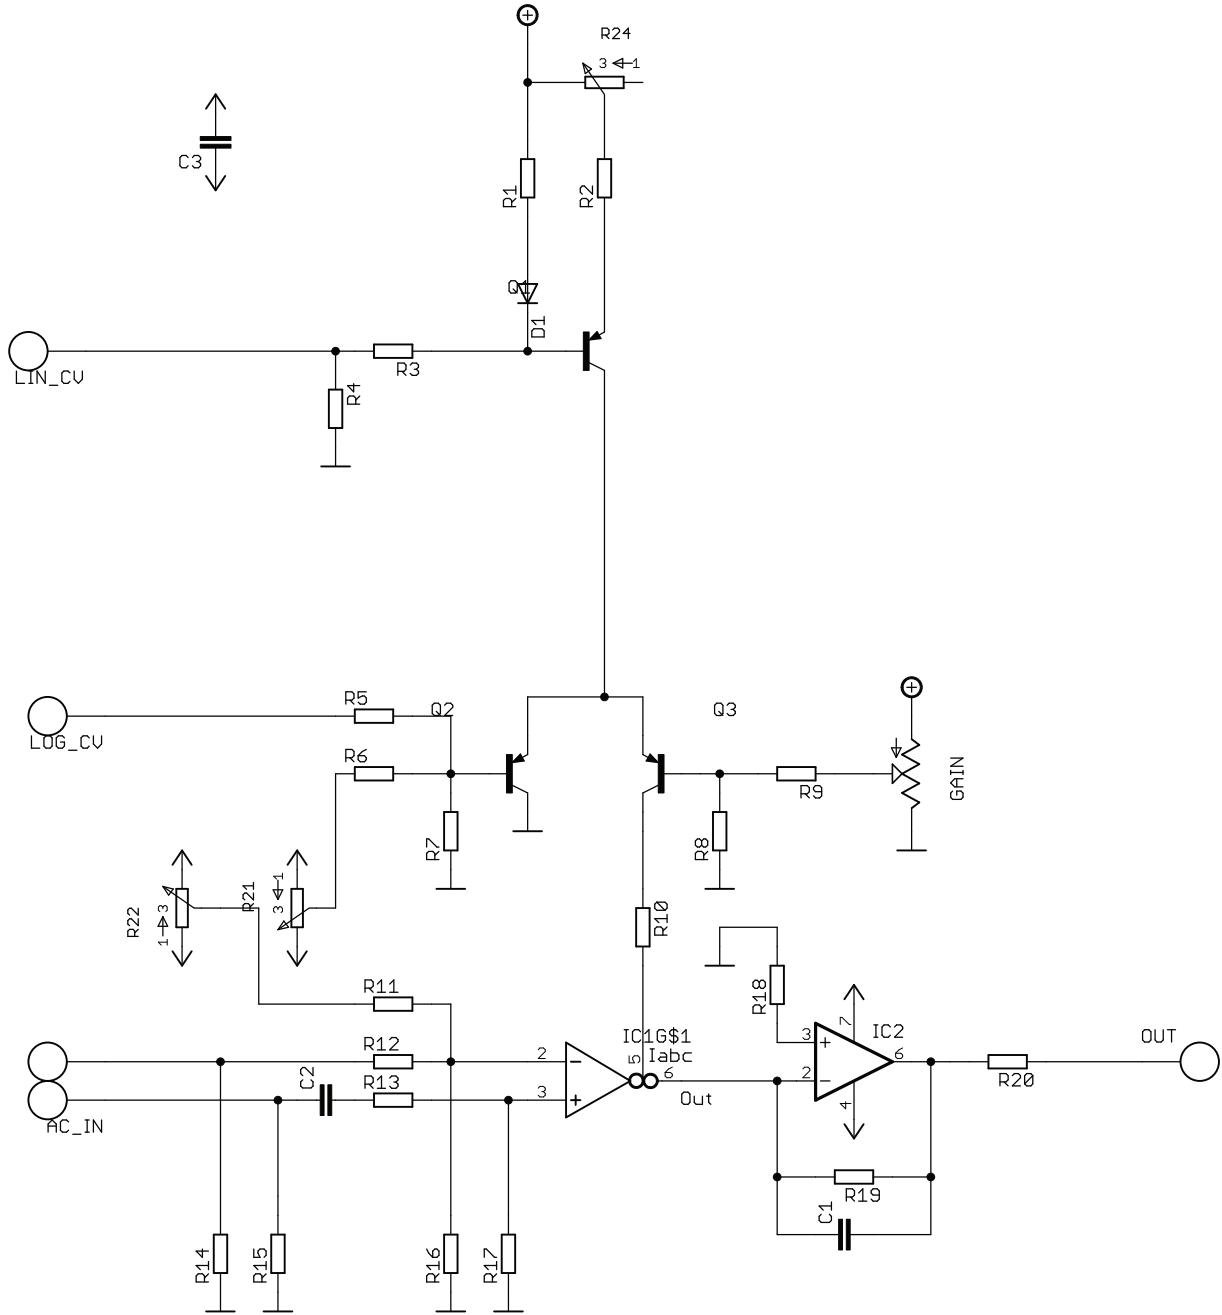 R24
3 1
C3
R1
R2
Q1
D1
LIN_CV
R3
R4
R5
Q2
Q3
LOG_CV
R6
R9
GAIN
R7
R8
R22
1 3
R21
3 1
R10
R11
R18
IC1G$1
IC2
OUT
R12
2
5
Iabc
6
3
7
6
C2
R13
3
Out
2
4
R20
AC_IN
R19
C1
R14
R15
R16
R17